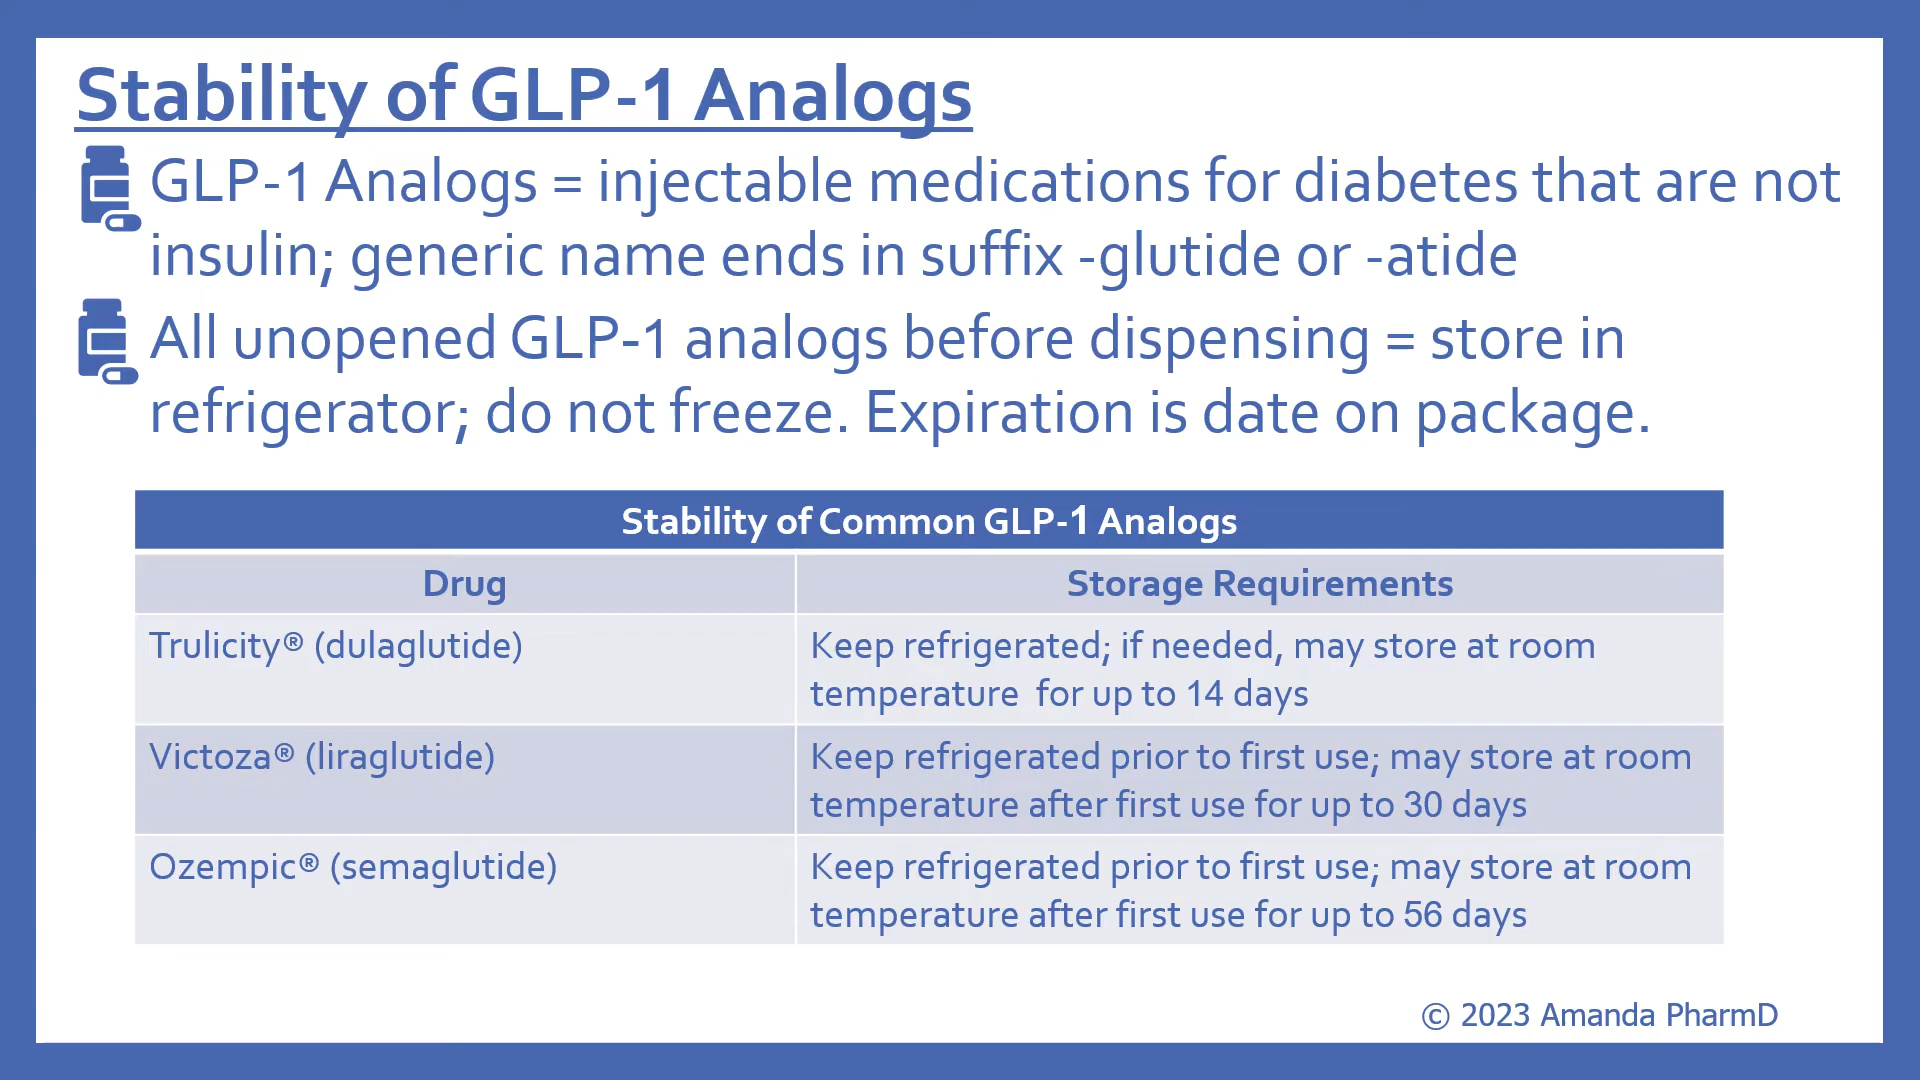 Stability of GLP-1 Analogs
GLP-1 Analogs = injectable medications for diabetes that are not
insulin; generic name ends in suffix -glutide or -atide
All unopened GLP-1 analogs before dispensing = store in
refrigerator; do not freeze. Expiration is date on package.
Stability of Common GLP-1 Analogs
Drug
Storage Requirements
Trulicity® (dulaglutide)
Keep refrigerated; if needed, may store at room
temperature for up to 14 days
Victoza® (liraglutide)
Keep refrigerated prior to first use; may store at room
temperature after first use for up to 30 days
Ozempic® (semaglutide)
Keep refrigerated prior to first use; may store at room
temperature after first use for up to 56 days
© 2023 Amanda PharmD